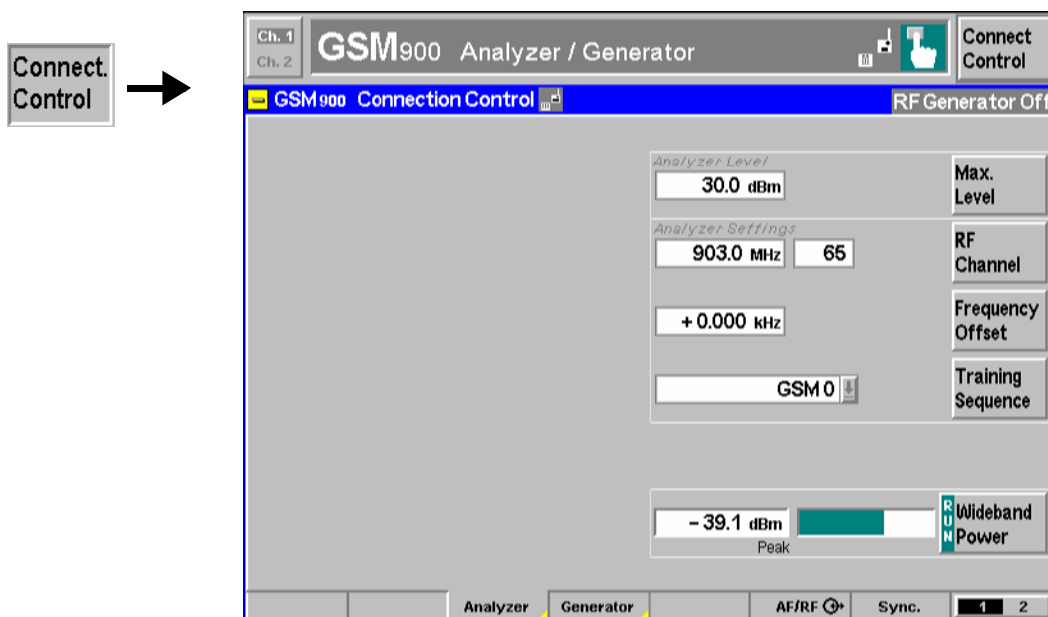 Connect.
Control
Ch. 1
Ch. 2
GSM900 Analyzer / Generator
Connect
Control
GSM900 Connection Control
RF Generator Off
Analyzer Level
30.0 dBm
Max.
Level
Analyzer Settings
903.0 MHz 65
RF
Channel
+ 0.000 kHz
Frequency
Offset
GSM 0
Training
Sequence
– 39.1 dBm
Peak
RUN
Wideband
Power
Analyzer Generator AF/RF Sync. 1 2